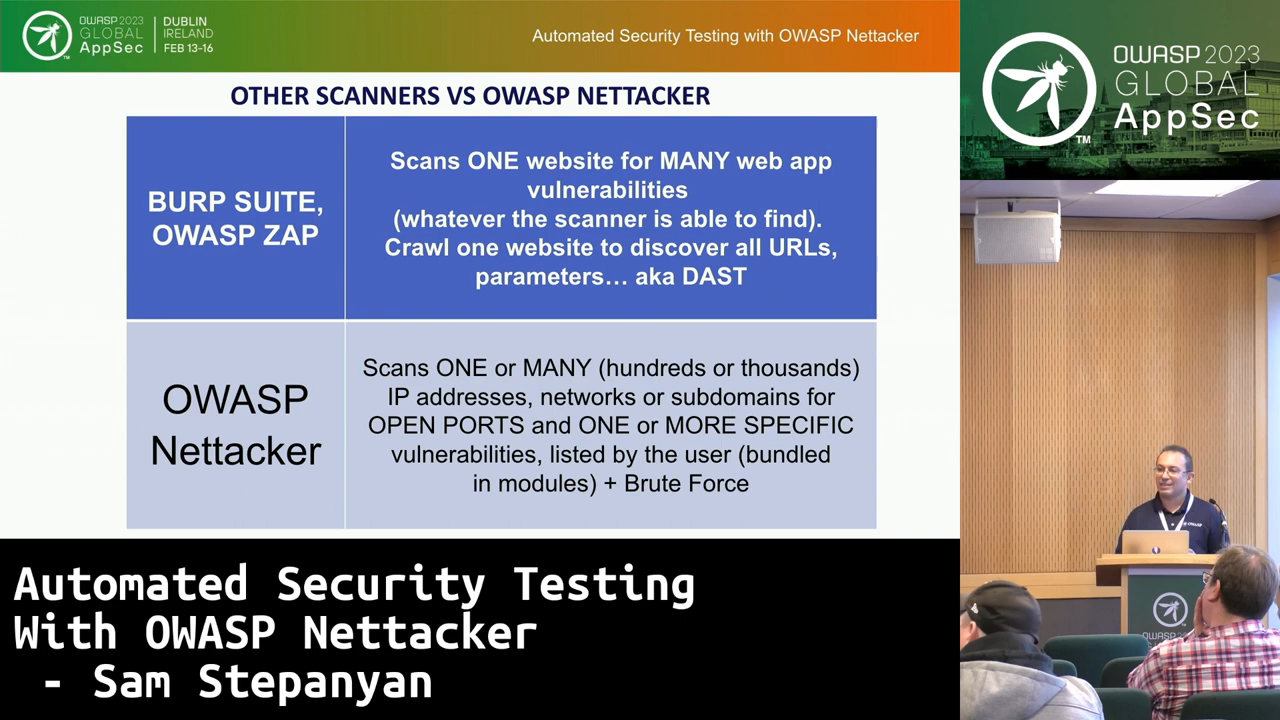 OWASP 2023
GLOBAL
AppSec
DUBLIN
IRELAND
FEB 13-16
TM
Automated Security Testing with OWASP Nettacker
OWASP 2023
GLOBAL
AppSec
TM
OTHER SCANNERS VS OWASP NETTACKER
BURP SUITE,
OWASP ZAP
Scans ONE website for MANY web app
vulnerabilities
(whatever the scanner is able to find).
Crawl one website to discover all URLs,
parameters… aka DAST
OWASP
Nettacker
Scans ONE or MANY (hundreds or thousands)
IP addresses, networks or subdomains for
OPEN PORTS and ONE or MORE SPECIFIC
vulnerabilities, listed by the user (bundled
in modules) + Brute Force
OWASP
Automated Security Testing
With OWASP Nettacker
- Sam Stepanyan